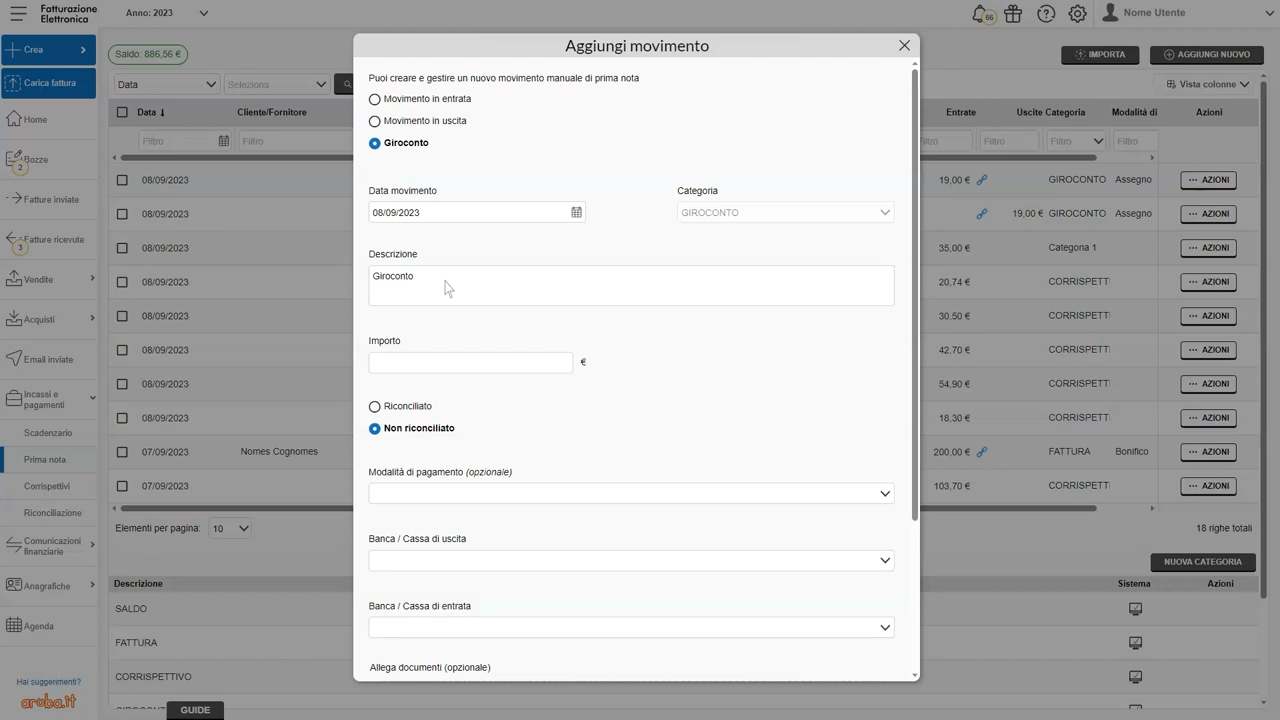 Fatturazione
Elettronica
Anno: 2023
66
Nome Utente
Crea
Carica fattura
Home
Bozze
2
Fatture inviate
Fatture ricevute
3
Vendite
Acquisti
Email inviate
Incassi e
pagamenti
Scadenzario
Prima nota
Corrispettivi
Riconciliazione
Comunicazioni
finanziarie
Anagrafiche
Agenda
Hai suggerimenti?
aruba.it
GUIDE
Saldo: 886,56 €
IMPORTA
AGGIUNGI NUOVO
Data
Seleziona
Vista colonne
Data
Cliente/Fornitore
Entrate
Uscite
Categoria
Modalità di
Azioni
Filtro
Filtro
Filtro
Filtro
Filtro
Filtro
08/09/2023 19,00 € GIROCONTO Assegno AZIONI
08/09/2023 19,00 € GIROCONTO Assegno AZIONI
08/09/2023 35,00 € Categoria 1 AZIONI
08/09/2023 20,74 € CORRISPETTI AZIONI
08/09/2023 30,50 € CORRISPETTI AZIONI
08/09/2023 42,70 € CORRISPETTI AZIONI
08/09/2023 54,90 € CORRISPETTI AZIONI
08/09/2023 18,30 € CORRISPETTI AZIONI
07/09/2023 Nomes Cognomes 200,00 € FATTURA Bonifico AZIONI
07/09/2023 103,70 € CORRISPETTI AZIONI
Elementi per pagina: 10
18 righe totali
NUOVA CATEGORIA
Descrizione Sistema Azioni
SALDO
FATTURA
CORRISPETTIVO
Aggiungi movimento
Puoi creare e gestire un nuovo movimento manuale di prima nota
Movimento in entrata
Movimento in uscita
Giroconto
Data movimento
08/09/2023
Categoria
GIROCONTO
Descrizione
Giroconto
Importo
€
Riconciliato
Non riconciliato
Modalità di pagamento (opzionale)
Banca / Cassa di uscita
Banca / Cassa di entrata
Allega documenti (opzionale)